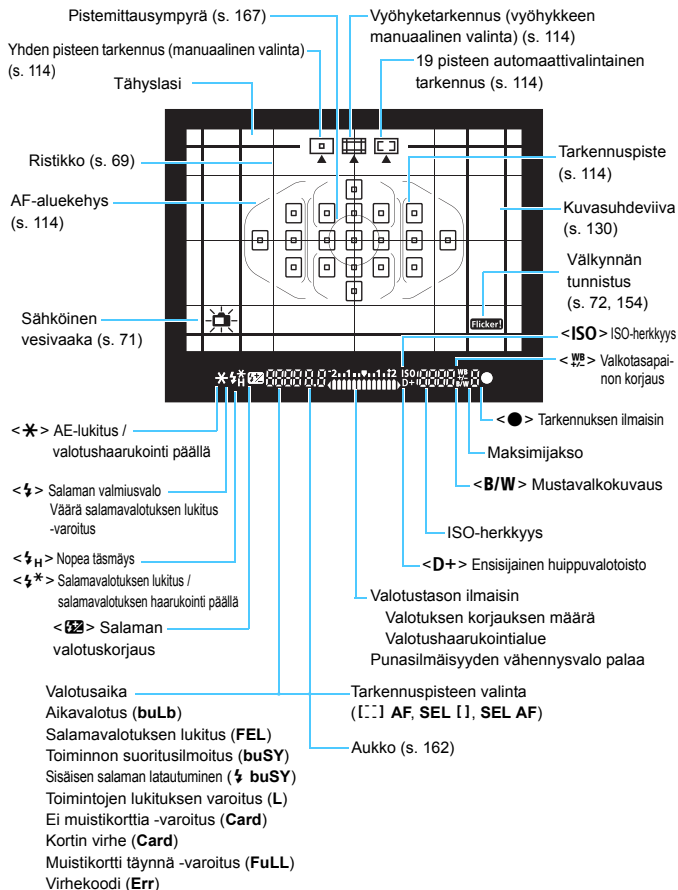 Pistemittausympyrä (s. 167)
Vyöhyketarkennus (vyöhykkeen
manuaalinen valinta) (s. 114)
Yhden pisteen tarkennus (manuaalinen valinta)
(s. 114)
19 pisteen automaattivalintainen
tarkennus (s. 114)
Tähyslasi
Ristikko (s. 69)
Tarkennuspiste
(s. 114)
AF-aluekehys
(s. 114)
Kuvasuhdeviiva
(s. 130)
Välkynnän
tunnistus
(s. 72, 154)
Flicker!
Sähköinen
vesivaaka (s. 71)
<ISO> ISO-herkkyys
<WB +/-> Valkotasapai-
non korjaus
<●> Tarkennuksen ilmaisin
Maksimijakso
<B/W> Mustavalkokuvaus
ISO-herkkyys
<D+> Ensisijainen huippuvalotoisto
<✱> AE-lukitus /
valotushaarukointi päällä
<⚡> Salaman valmiusvalo
Väärä salamavalotuksen lukitus
-varoitus
<⚡H> Nopea täsmäys
<⚡✱> Salamavalotuksen lukitus /
salamavalotuksen haarukointi päällä
<> Salaman
valotuskorjaus
Valotustason ilmaisin
Valotuksen korjauksen määrä
Valotushaarukointialue
Punasilmäisyyden vähennysvalo palaa
Valotusaika
Aikavalotus (buLb)
Salamavalotuksen lukitus (FEL)
Toiminnon suoritusilmoitus (buSY)
Sisäisen salaman latautuminen (⚡ buSY)
Toimintojen lukituksen varoitus (L)
Ei muistikorttia -varoitus (Card)
Kortin virhe (Card)
Muistikortti täynnä -varoitus (FuLL)
Virhekoodi (Err)
Tarkennuspisteen valinta
([---] AF, SEL [ ], SEL AF)
Aukko (s. 162)